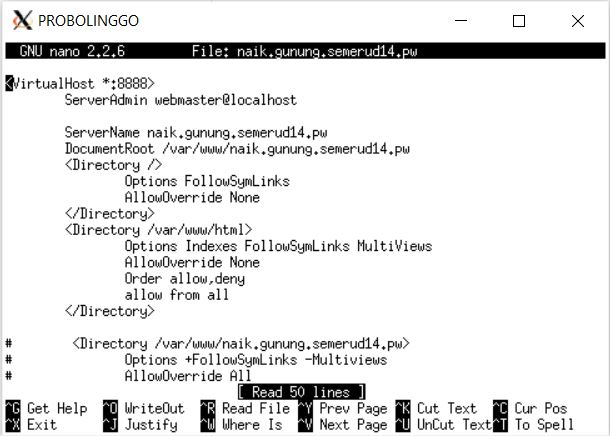 PROBOLINGGO
GNU nano 2.2.6 File: naik.gunung.semerud14.pw
<VirtualHost *:8888>
ServerAdmin webmaster@localhost
ServerName naik.gunung.semerud14.pw
DocumentRoot /var/www/naik.gunung.semerud14.pw
<Directory />
Options FollowSymLinks
AllowOverride None
</Directory>
<Directory /var/www/html>
Options Indexes FollowSymLinks MultiViews
AllowOverride None
Order allow,deny
allow from all
</Directory>
# <Directory /var/www/naik.gunung.semerud14.pw>
# Options +FollowSymLinks -Multiviews
# AllowOverride All
[ Read 50 lines ]
^G Get Help ^O WriteOut ^R Read File ^Y Prev Page ^K Cut Text ^C Cur Pos
^X Exit ^J Justify ^W Where Is ^V Next Page ^U UnCut Text ^T To Spell